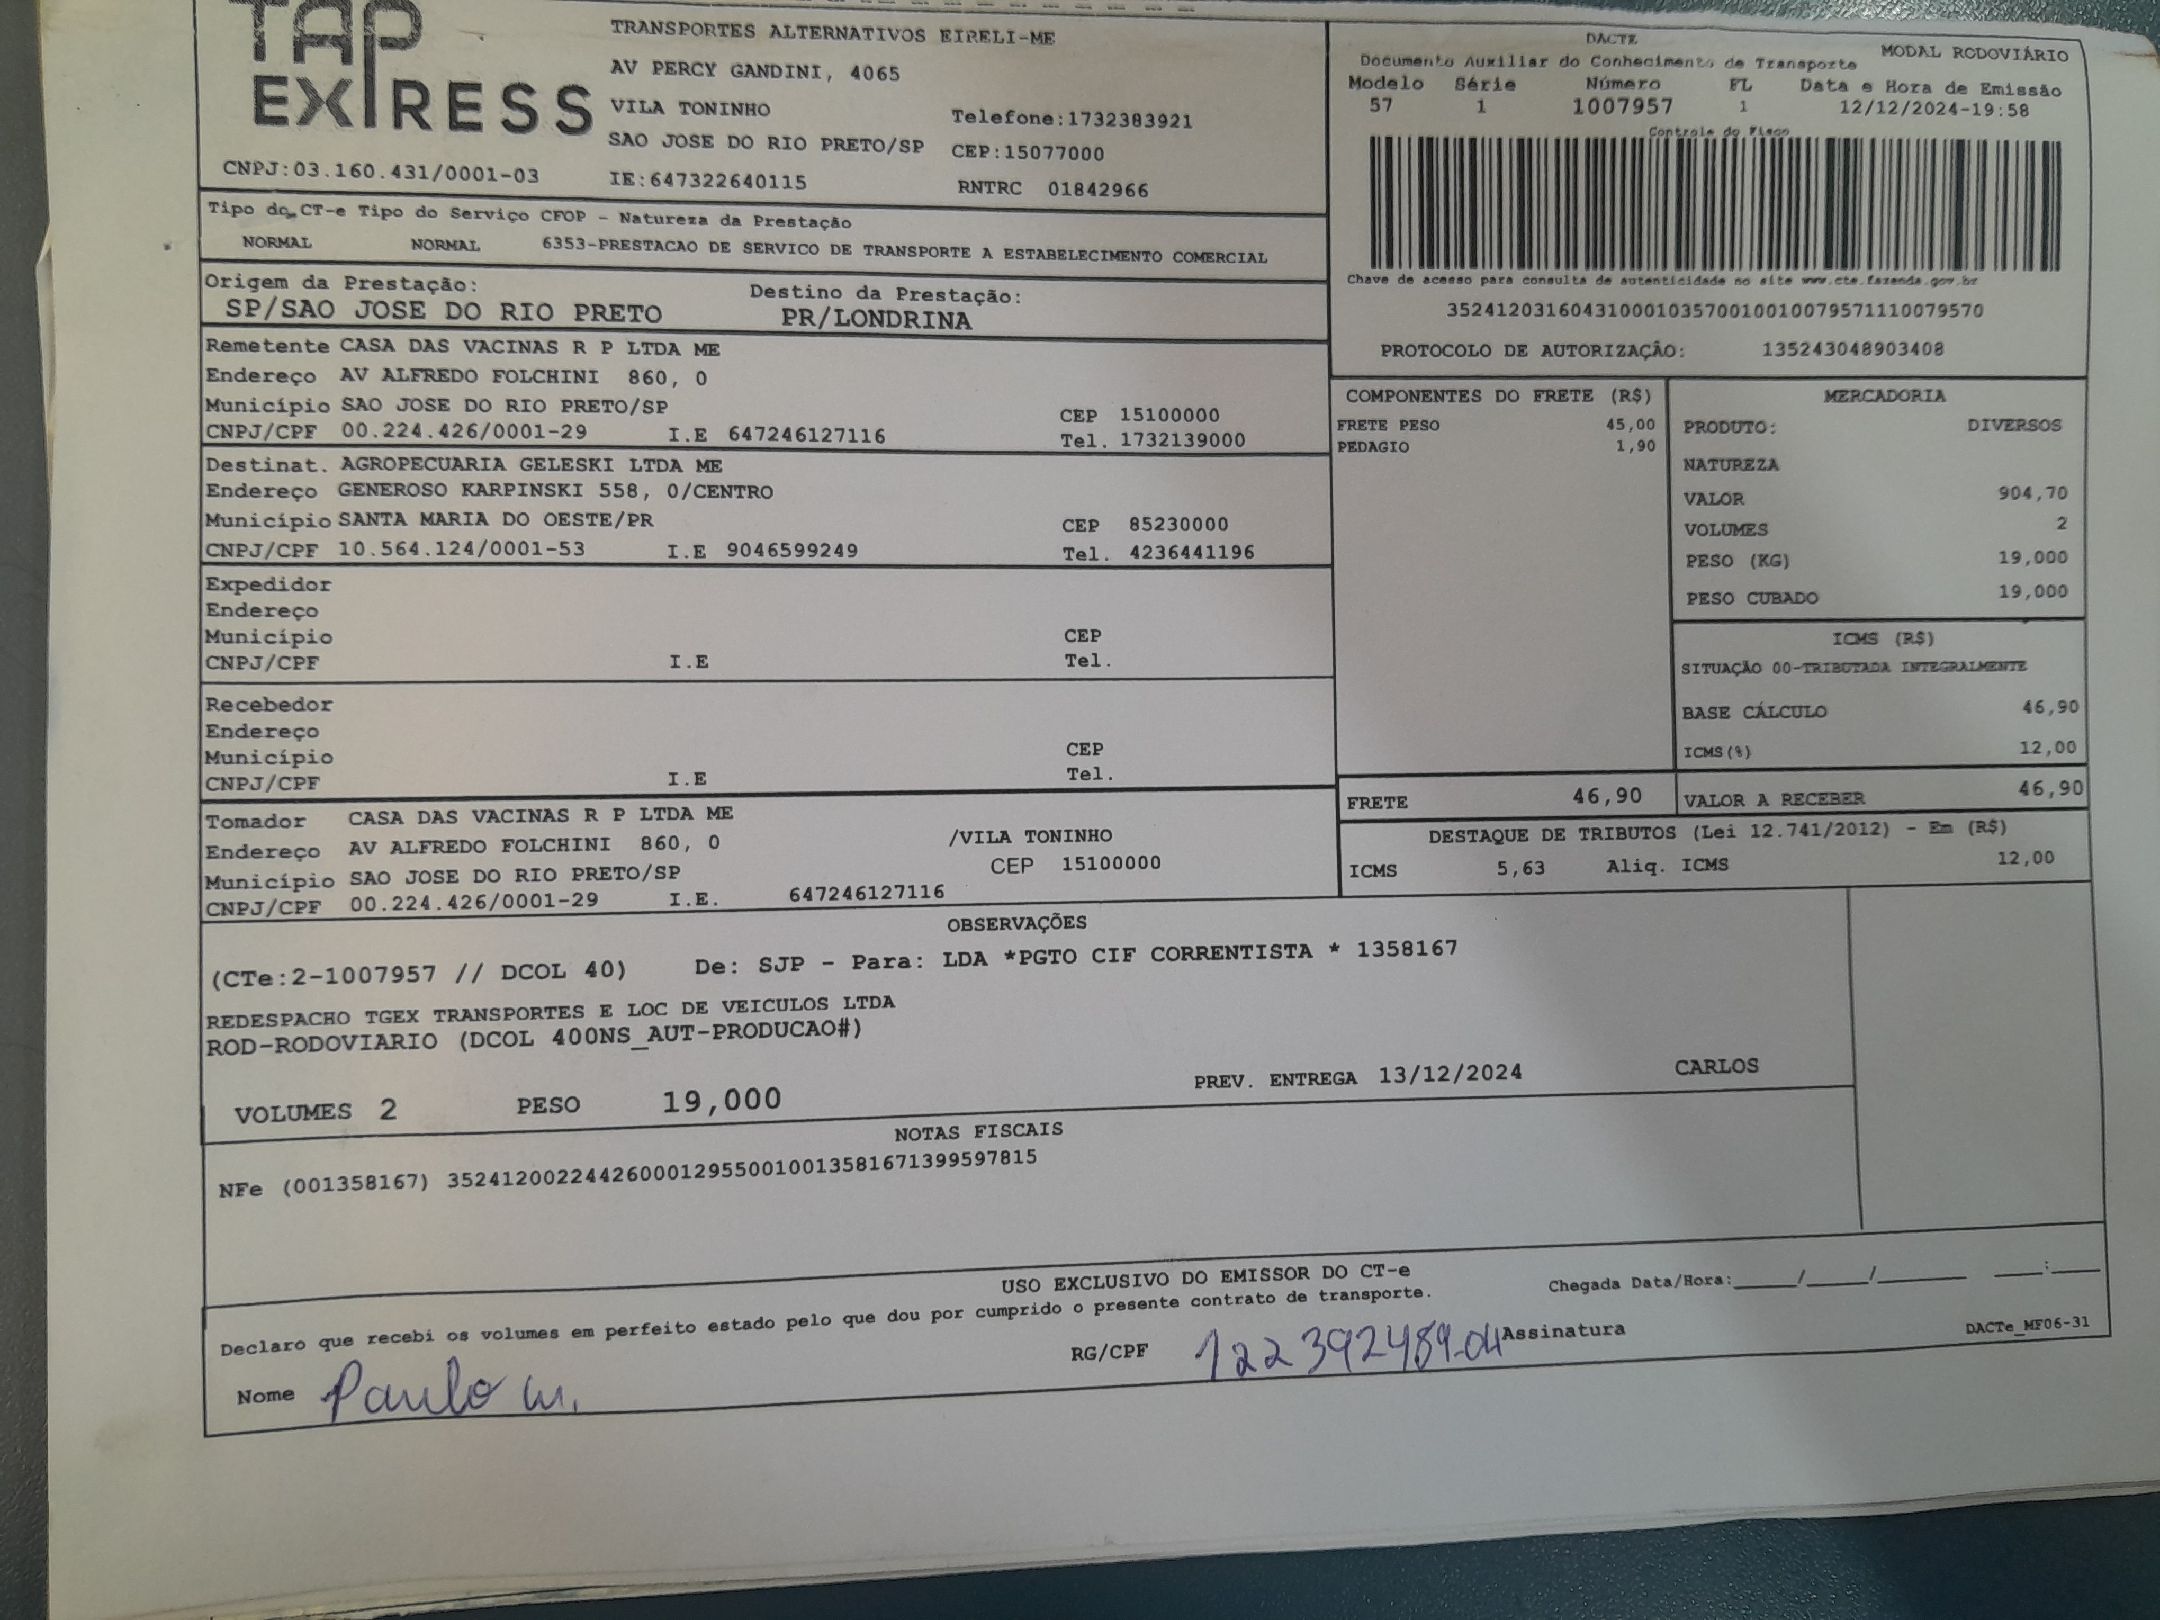 TAP EXPRESS
TRANSPORTES ALTERNATIVOS EIRELI-ME
AV PERCY GANDINI, 4065
VILA TONINHO Telefone:1732383921
SAO JOSE DO RIO PRETO/SP CEP:15077000
CNPJ:03.160.431/0001-03 IE:647322640115 RNTRC 01842966
DACTE
MODAL RODOVIÁRIO
Documento Auxiliar do Conhecimento de Transporte
Modelo Série Número FL Data e Hora de Emissão
57 1 1007957 1 12/12/2024-19:58
Controle do Fisco
Chave de acesso para consulta de autenticidade no site www.cte.fazenda.gov.br
35241203160431000103570010010079571110079570
PROTOCOLO DE AUTORIZAÇÃO: 135243048903408
Tipo do CT-e Tipo do Serviço CFOP - Natureza da Prestação
NORMAL NORMAL 6353-PRESTACAO DE SERVICO DE TRANSPORTE A ESTABELECIMENTO COMERCIAL
Origem da Prestação: Destino da Prestação:
SP/SAO JOSE DO RIO PRETO PR/LONDRINA
Remetente CASA DAS VACINAS R P LTDA ME
Endereço AV ALFREDO FOLCHINI 860, 0
Município SAO JOSE DO RIO PRETO/SP CEP 15100000
CNPJ/CPF 00.224.426/0001-29 I.E 647246127116 Tel. 1732139000
Destinat. AGROPECUARIA GELESKI LTDA ME
Endereço GENEROSO KARPINSKI 558, 0/CENTRO
Município SANTA MARIA DO OESTE/PR CEP 85230000
CNPJ/CPF 10.564.124/0001-53 I.E 9046599249 Tel. 4236441196
Expedidor
Endereço
Município CEP
CNPJ/CPF I.E Tel.
Recebedor
Endereço
Município CEP
CNPJ/CPF I.E Tel.
Tomador CASA DAS VACINAS R P LTDA ME
Endereço AV ALFREDO FOLCHINI 860, 0 /VILA TONINHO
Município SAO JOSE DO RIO PRETO/SP CEP 15100000
CNPJ/CPF 00.224.426/0001-29 I.E. 647246127116
COMPONENTES DO FRETE (R$)
FRETE PESO 45,00
PEDAGIO 1,90
MERCADORIA
PRODUTO: DIVERSOS
NATUREZA
VALOR 904,70
VOLUMES 2
PESO (KG) 19,000
PESO CUBADO 19,000
ICMS (R$)
SITUAÇÃO 00-TRIBUTADA INTEGRALMENTE
BASE CÁLCULO 46,90
ICMS(%) 12,00
FRETE 46,90 VALOR A RECEBER 46,90
DESTAQUE DE TRIBUTOS (Lei 12.741/2012) - Em (R$)
ICMS 5,63 Aliq. ICMS 12,00
OBSERVAÇÕES
(CTe:2-1007957 // DCOL 40) De: SJP - Para: LDA *PGTO CIF CORRENTISTA * 1358167
REDESPACHO TGEX TRANSPORTES E LOC DE VEICULOS LTDA
ROD-RODOVIARIO (DCOL 400NS_AUT-PRODUCAO#)
VOLUMES 2 PESO 19,000 PREV. ENTREGA 13/12/2024 CARLOS
NOTAS FISCAIS
NFe (001358167) 35241200224426000129550010013581671399597815
USO EXCLUSIVO DO EMISSOR DO CT-e
Declaro que recebi os volumes em perfeito estado pelo que dou por cumprido o presente contrato de transporte.
Chegada Data/Hora:_____/_____/_______ ____:____
Nome Paulo W. RG/CPF 122392489-04 Assinatura
DACTe_MF06-31